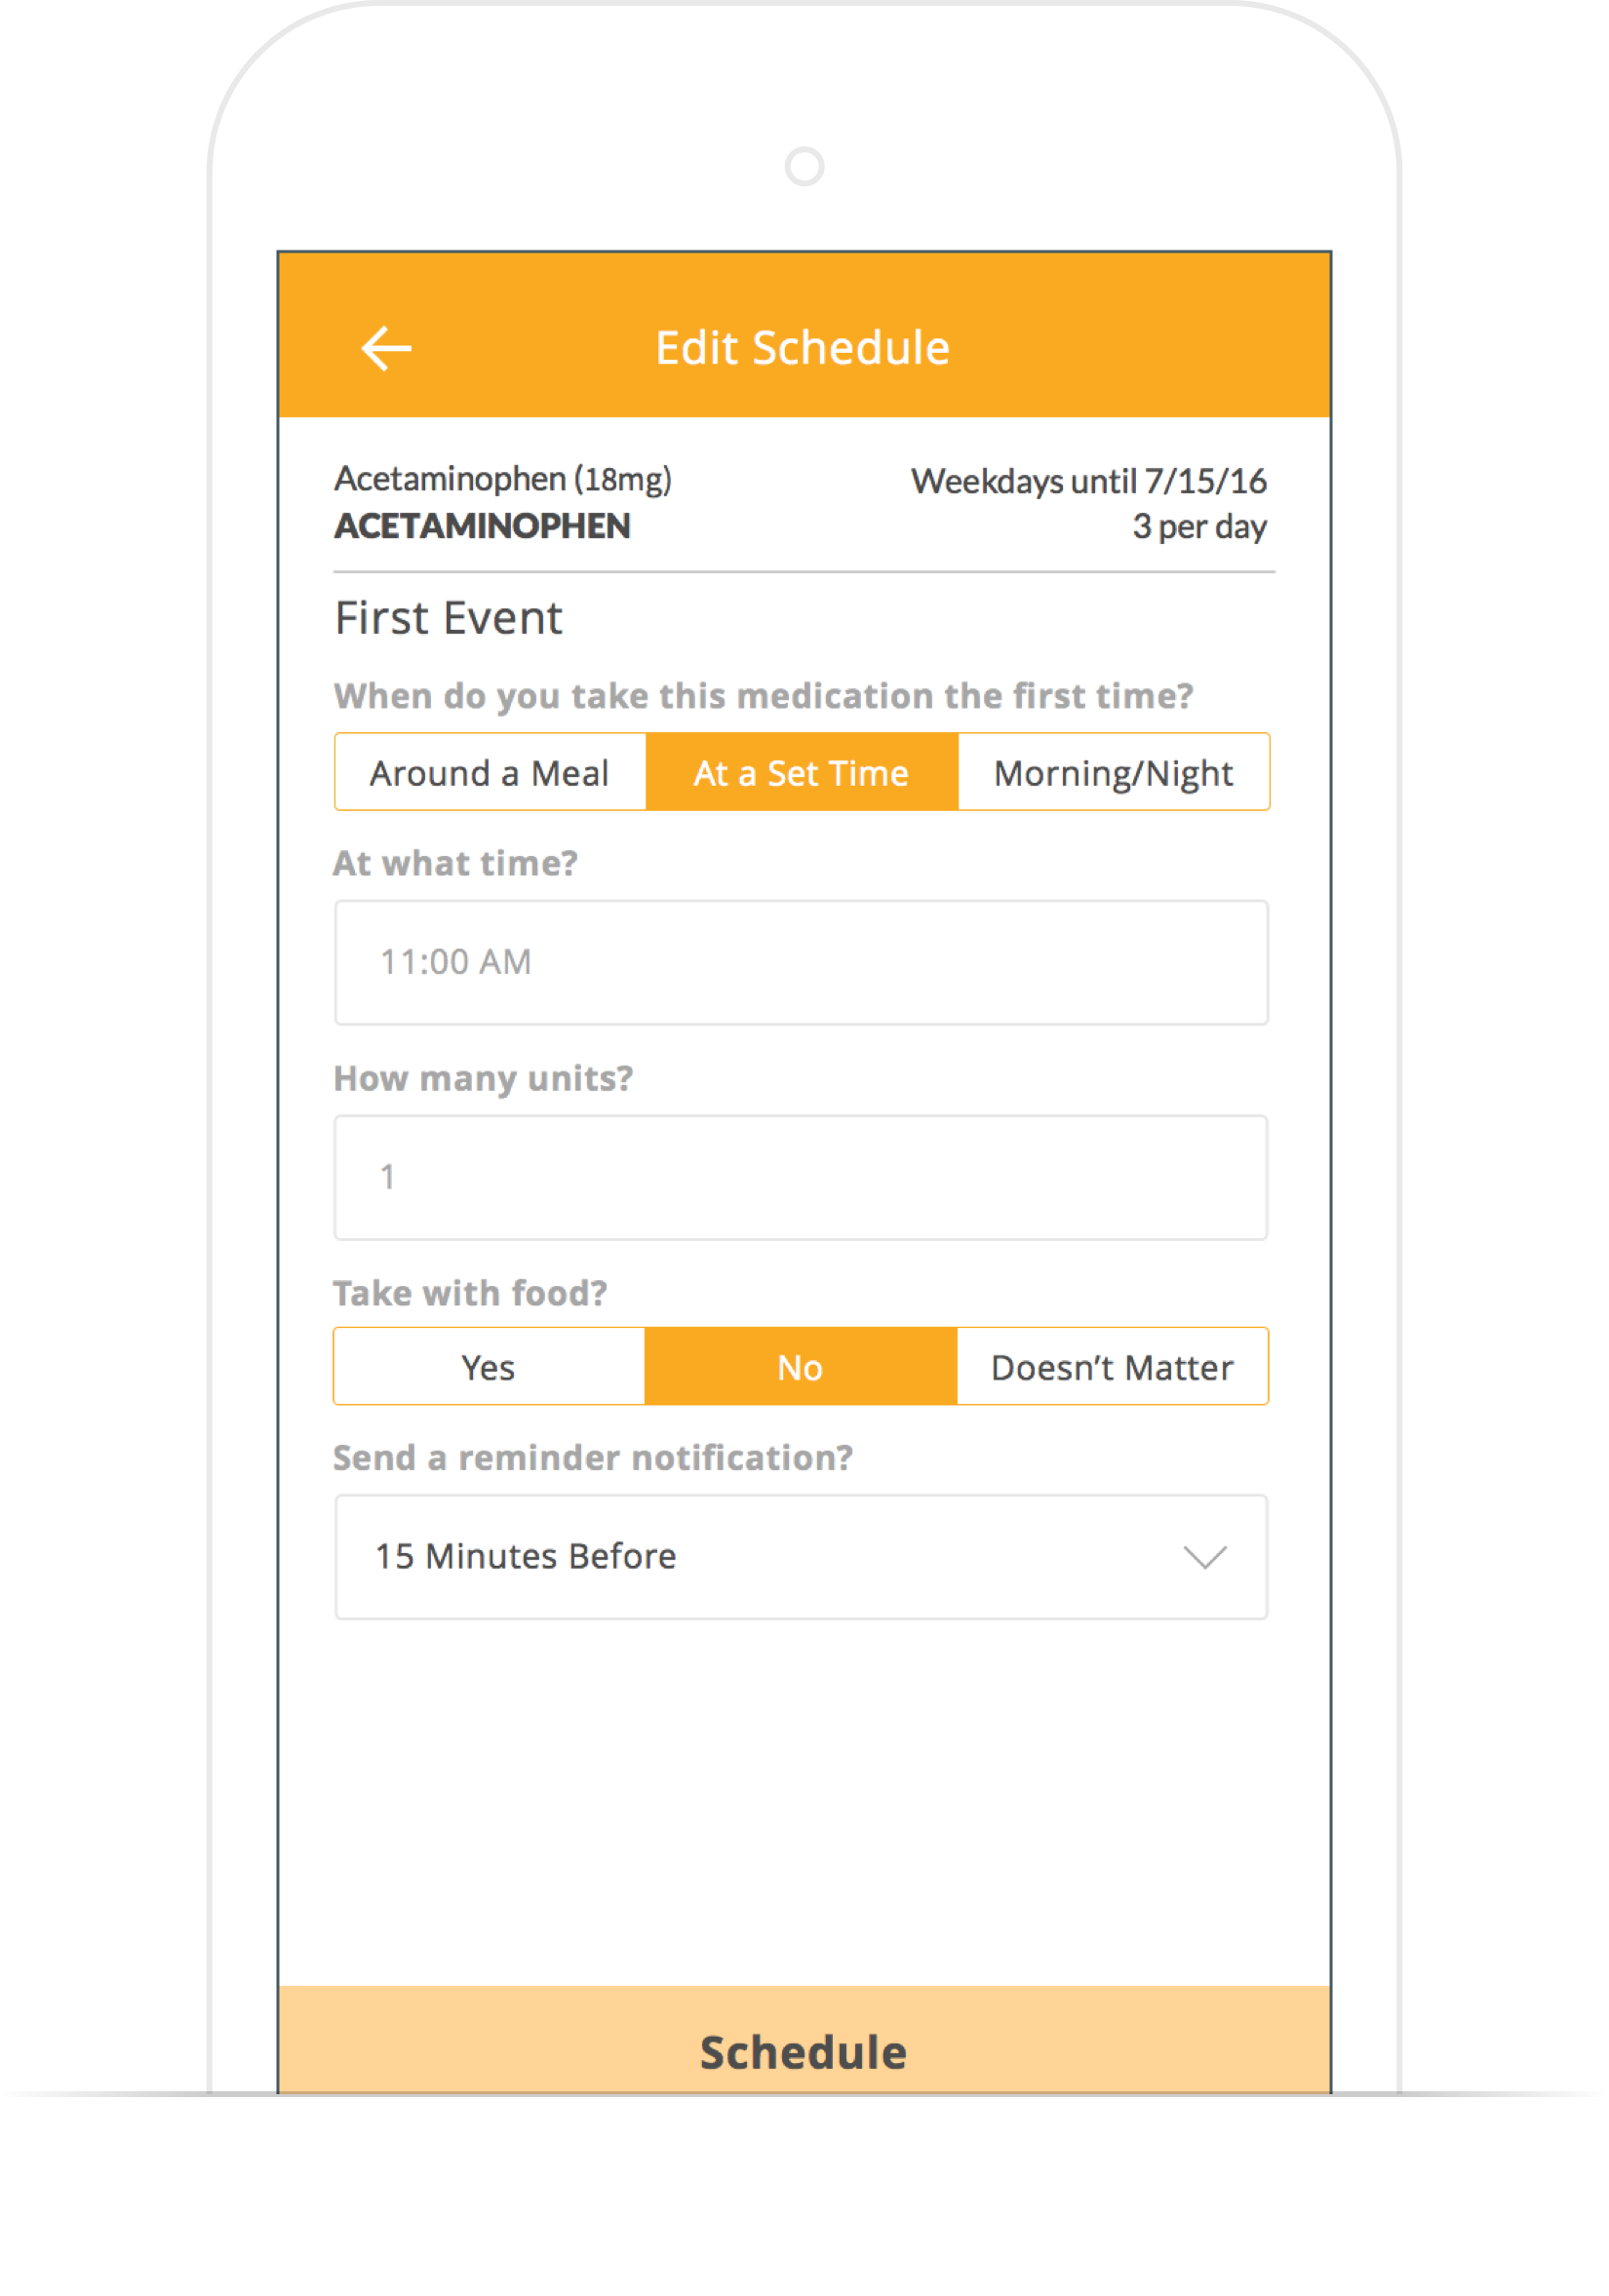 Edit Schedule
Acetaminophen (18mg)
Weekdays until 7/15/16
ACETAMINOPHEN
3 per day
First Event
When do you take this medication the first time?
Around a Meal
At a Set Time
Morning/Night
At what time?
11:00 AM
How many units?
1
Take with food?
Yes
No
Doesn’t Matter
Send a reminder notification?
15 Minutes Before
Schedule